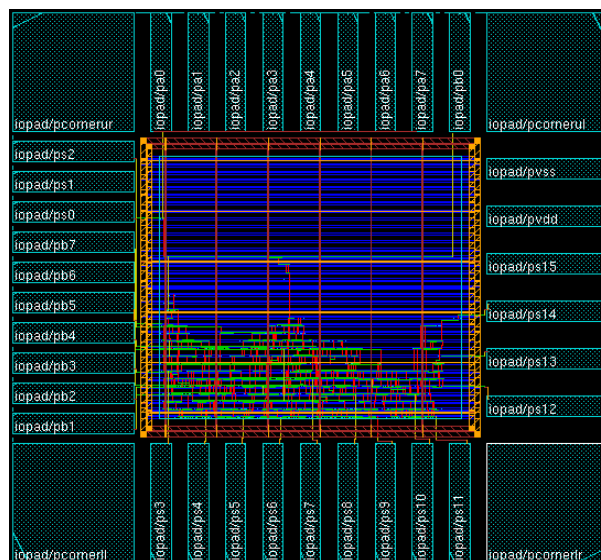 iopad/pa0
iopad/pa1
iopad/pa2
iopad/pa3
iopad/pa4
iopad/pa5
iopad/pa6
iopad/pa7
iopad/pb0
iopad/pcornerur
iopad/pcornerul
iopad/ps2
iopad/ps1
iopad/ps0
iopad/pb7
iopad/pb6
iopad/pb5
iopad/pb4
iopad/pb3
iopad/pb2
iopad/pb1
iopad/pvss
iopad/pvdd
iopad/ps15
iopad/ps14
iopad/ps13
iopad/ps12
iopad/ps3
iopad/ps4
iopad/ps5
iopad/ps6
iopad/ps7
iopad/ps8
iopad/ps9
iopad/ps10
iopad/ps11
iopad/pcornerll
iopad/pcornerlr